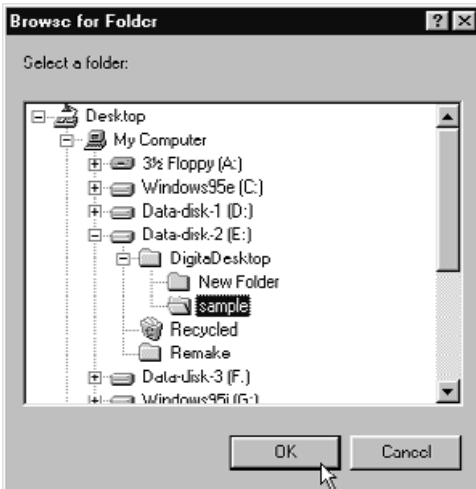 Browse for Folder
Select a folder:
Desktop
My Computer
3½ Floppy (A:)
Windows95e (C:)
Data-disk-1 (D:)
Data-disk-2 (E:)
DigitaDesktop
New Folder
sample
Recycled
Remake
Data-disk-3 (F:)
Windows95i (G:)
OK
Cancel